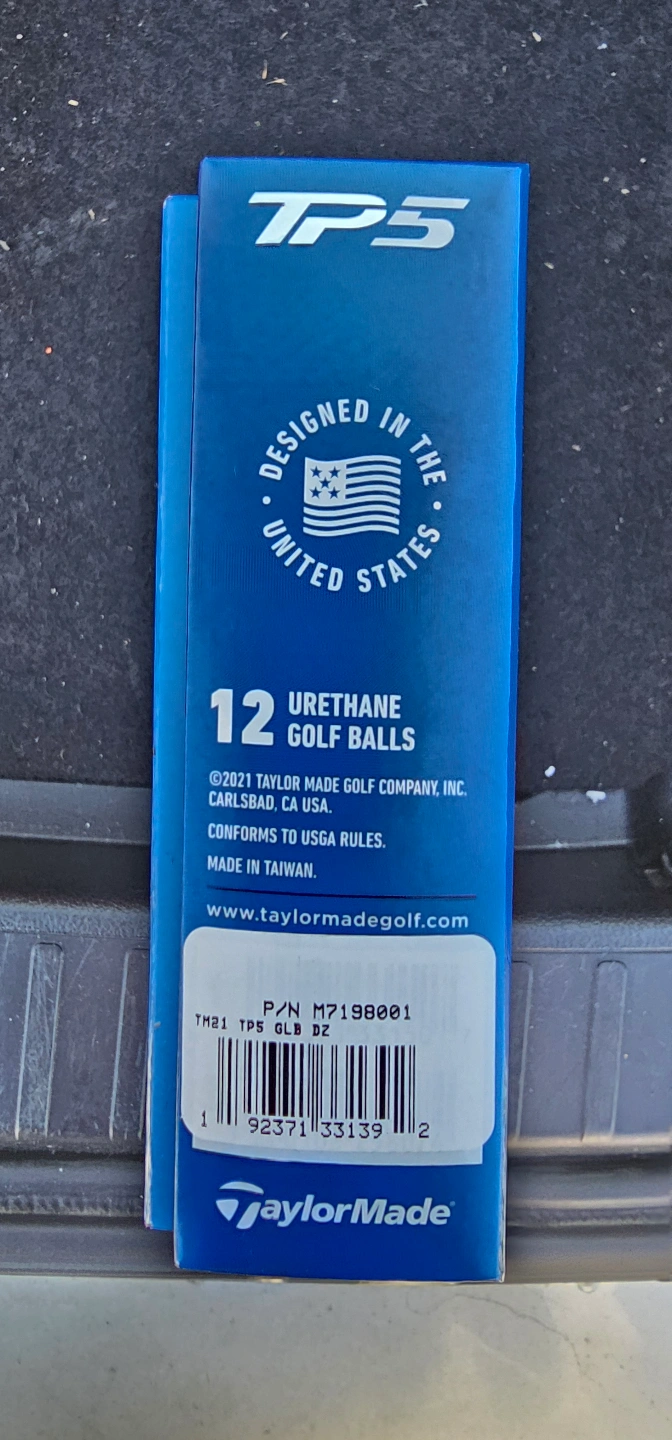 TP5
DESIGNED IN THE
UNITED STATES
12 URETHANE
GOLF BALLS
©2021 TAYLOR MADE GOLF COMPANY, INC.
CARLSBAD, CA USA.
CONFORMS TO USGA RULES.
MADE IN TAIWAN.
www.taylormadegolf.com
P/N M7198001
TM21 TP5 GLB DZ
1 92371 33139 2
TaylorMade